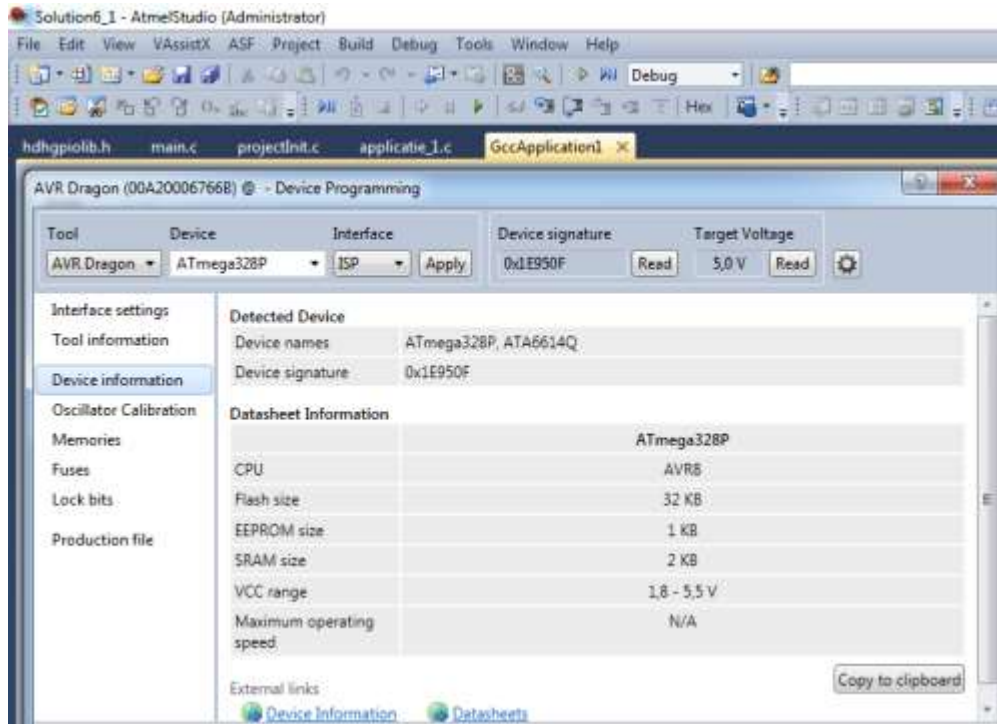 Solution6_1 - AtmelStudio (Administrator)
File Edit View VAssistX ASF Project Build Debug Tools Window Help
Debug
Hex
hdhgpiolib.h main.c projectInit.c applicatie_1.c GccApplication1
AVR Dragon (00A20006766B) @ - Device Programming
Tool Device Interface Device signature Target Voltage
AVR Dragon ATmega328P ISP Apply 0x1E950F Read 5,0 V Read
Interface settings
Tool information
Device information
Oscillator Calibration
Memories
Fuses
Lock bits
Production file
Detected Device
Device names ATmega328P, ATA6614Q
Device signature 0x1E950F
Datasheet Information
ATmega328P
CPU AVR8
Flash size 32 KB
EEPROM size 1 KB
SRAM size 2 KB
VCC range 1,8 - 5,5 V
Maximum operating N/A
speed
Copy to clipboard
External links
Device Information Datasheets